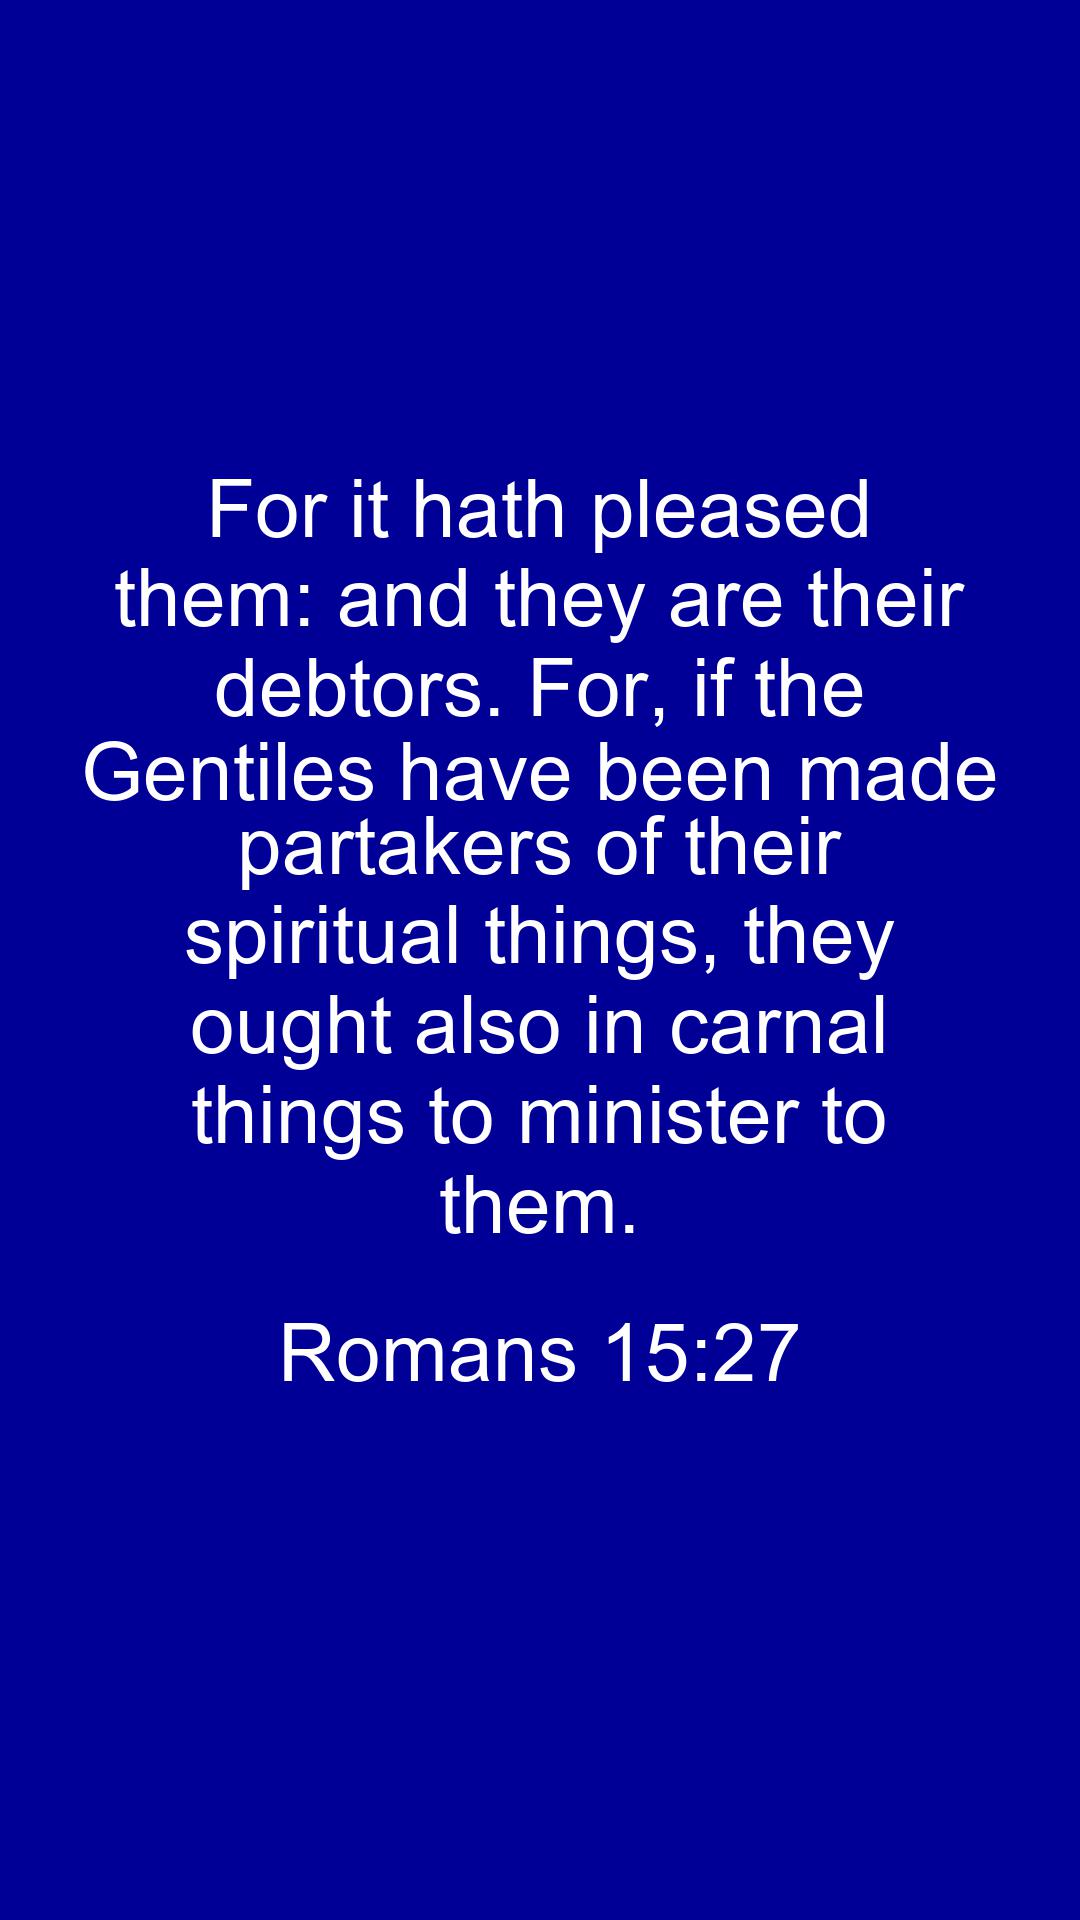 For it hath pleased
them: and they are their
debtors. For, if the
Gentiles have been made
partakers of their
spiritual things, they
ought also in carnal
things to minister to
them.
Romans 15:27